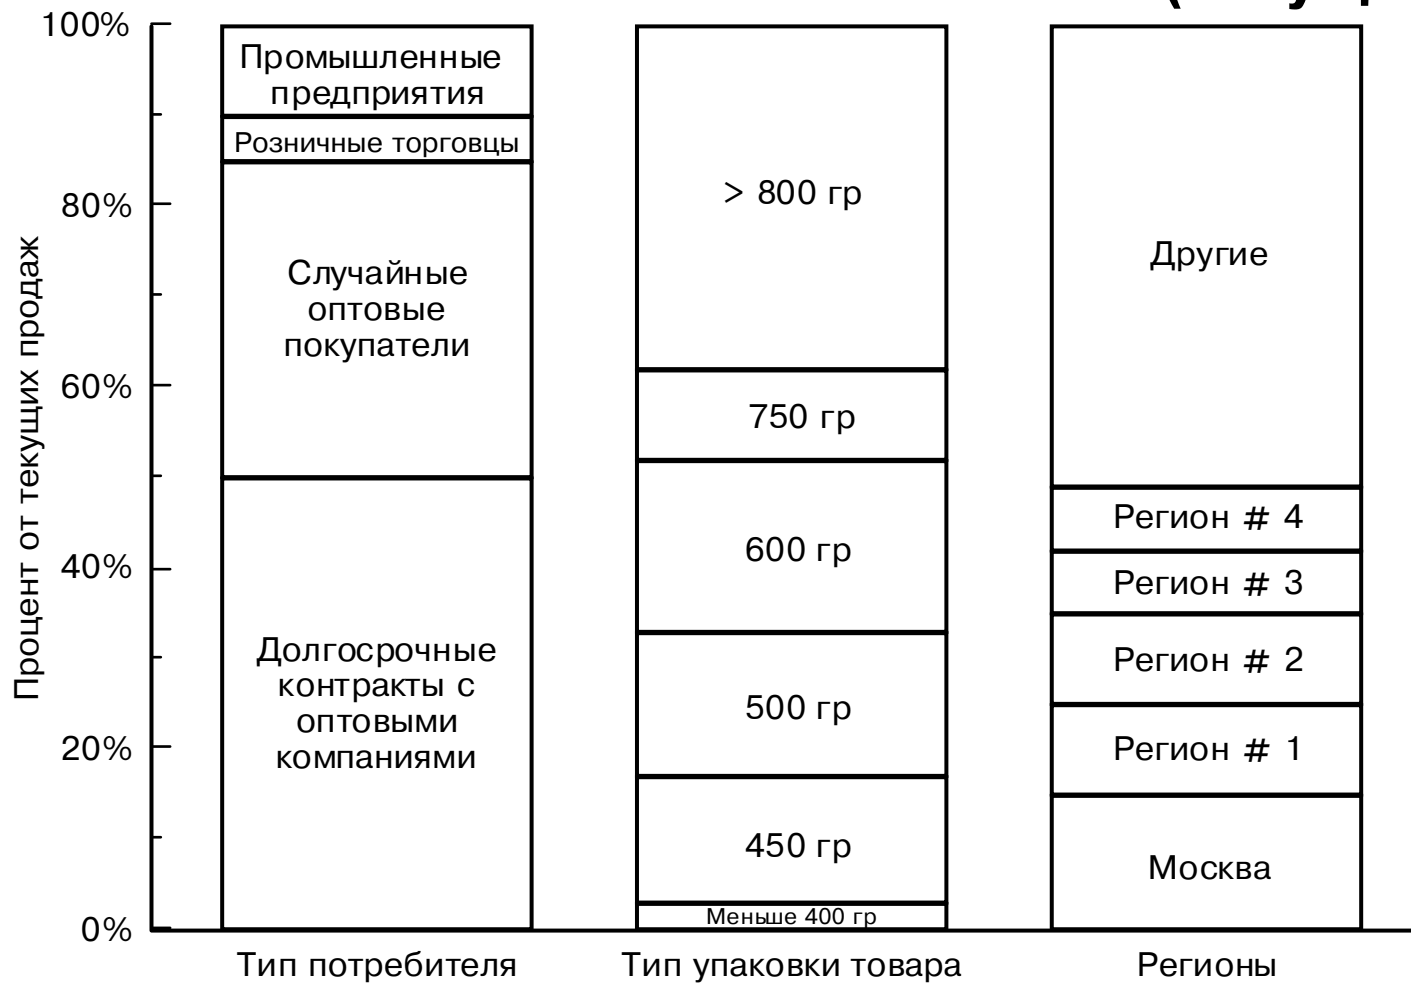 100%
80%
60%
40%
20%
0%
Процент от текущих продаж
Промышленные
предприятия
Розничные торговцы
Случайные
оптовые
покупатели
Долгосрочные
контракты с
оптовыми
компаниями
Тип потребителя
> 800 гр
750 гр
600 гр
500 гр
450 гр
Меньше 400 гр
Тип упаковки товара
Другие
Регион # 4
Регион # 3
Регион # 2
Регион # 1
Москва
Регионы